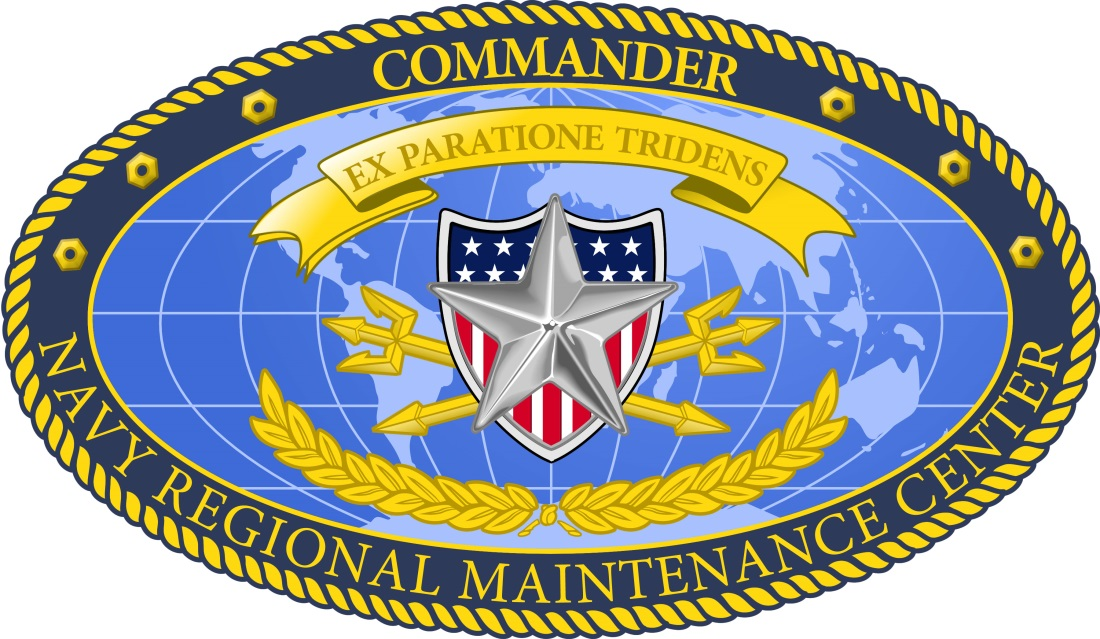 COMMANDER
EX PARATIONE TRIDENS
NAVY REGIONAL MAINTENANCE CENTER